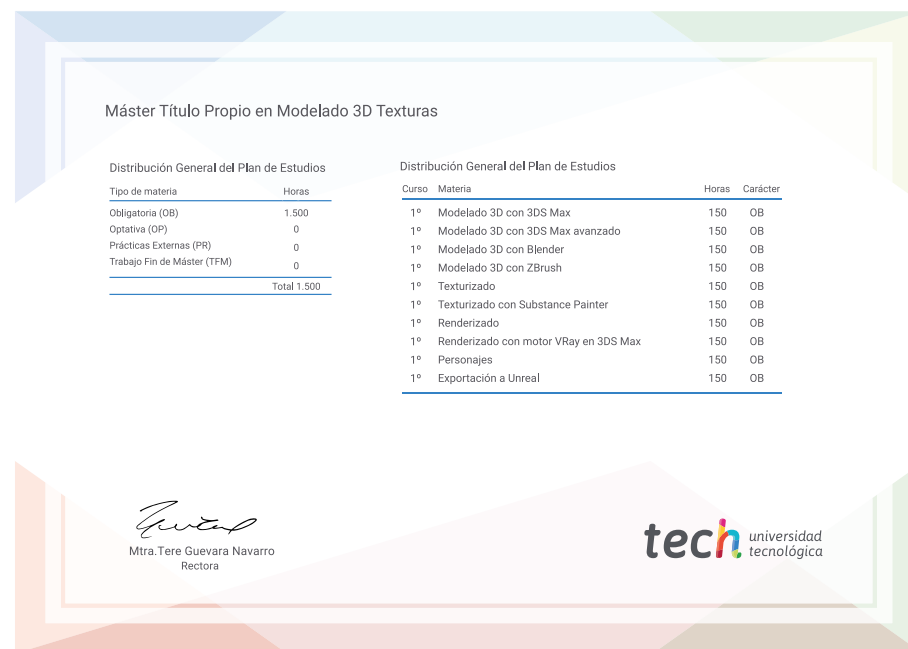 Máster Título Propio en Modelado 3D Texturas
Distribución General del Plan de Estudios
Tipo de materia Horas
Obligatoria (OB) 1.500
Optativa (OP) 0
Prácticas Externas (PR) 0
Trabajo Fin de Máster (TFM) 0
Total 1.500
Distribución General del Plan de Estudios
Curso Materia Horas Carácter
1º Modelado 3D con 3DS Max 150 OB
1º Modelado 3D con 3DS Max avanzado 150 OB
1º Modelado 3D con Blender 150 OB
1º Modelado 3D con ZBrush 150 OB
1º Texturizado 150 OB
1º Texturizado con Substance Painter 150 OB
1º Renderizado 150 OB
1º Renderizado con motor VRay en 3DS Max 150 OB
1º Personajes 150 OB
1º Exportación a Unreal 150 OB
Mtra.Tere Guevara Navarro
Rectora
tech universidad
tecnológica